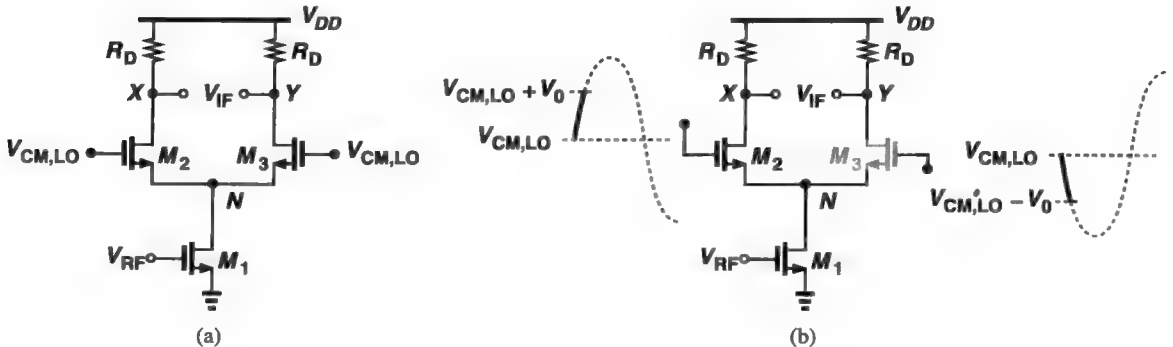 V_DD
R_D R_D
X V_IF Y
V_CM,LO M_2 M_3 V_CM,LO
N
V_RF M_1
(a)
V_DD
R_D R_D
V_CM,LO + V_0
X V_IF Y
V_CM,LO
M_2 M_3
V_CM,LO
N
V_CM,LO – V_0
V_RF M_1
(b)